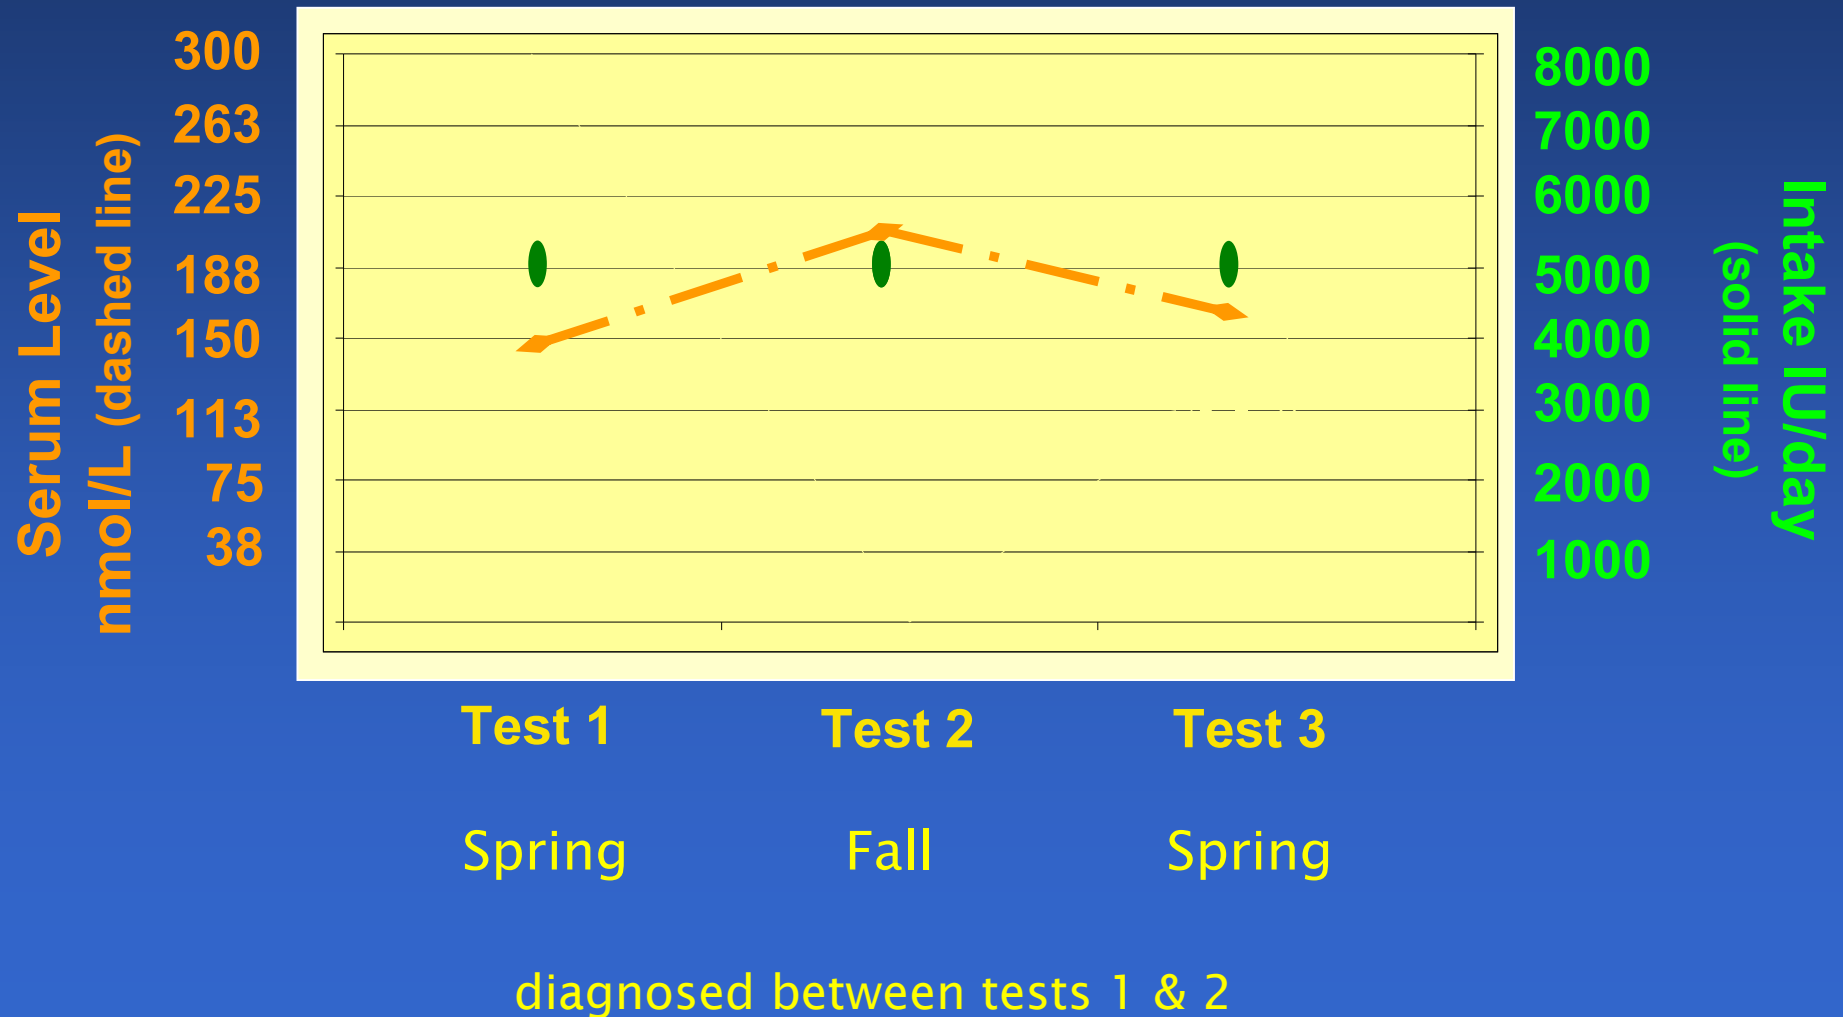 Serum Level
nmol/L (dashed line)
300
263
225
188
150
113
75
38
8000
7000
6000
5000
4000
3000
2000
1000
Intake IU/day
(solid line)
Test 1 Test 2 Test 3
Spring Fall Spring
diagnosed between tests 1 & 2